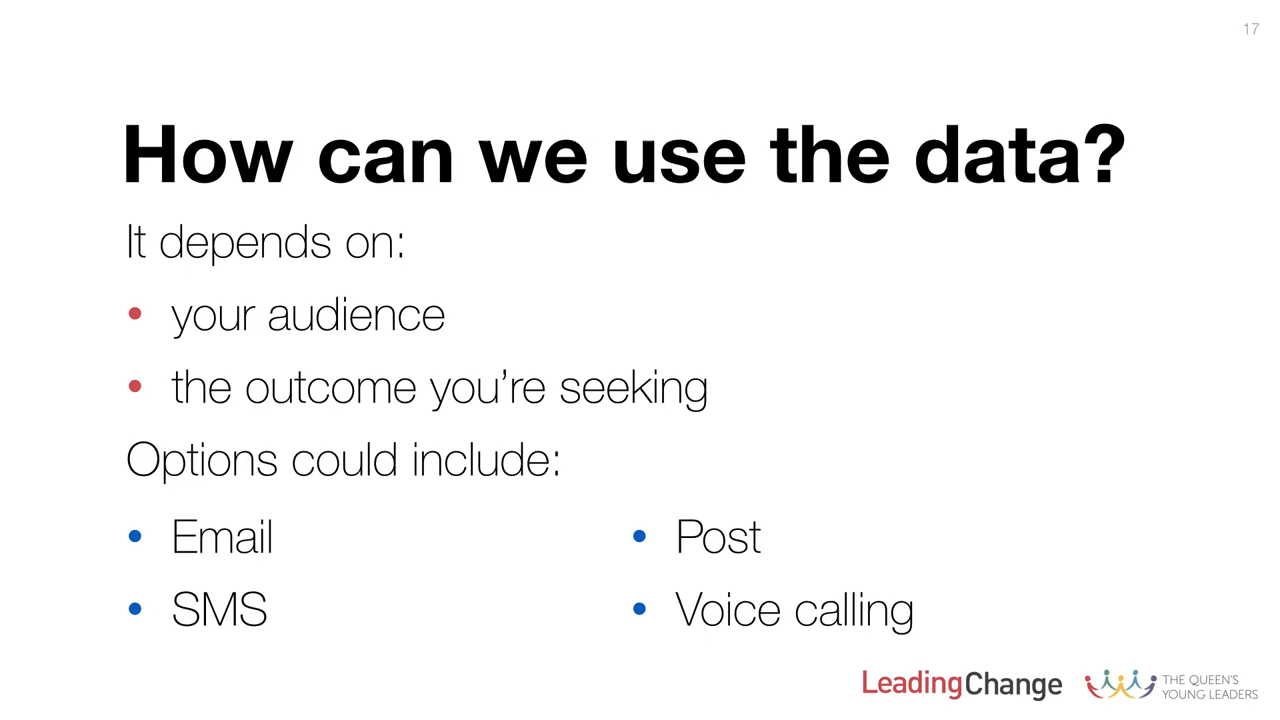 17
How can we use the data?
It depends on:
• your audience
• the outcome you’re seeking
Options could include:
• Email
• SMS
• Post
• Voice calling
LeadingChange
THE QUEEN'S
YOUNG LEADERS